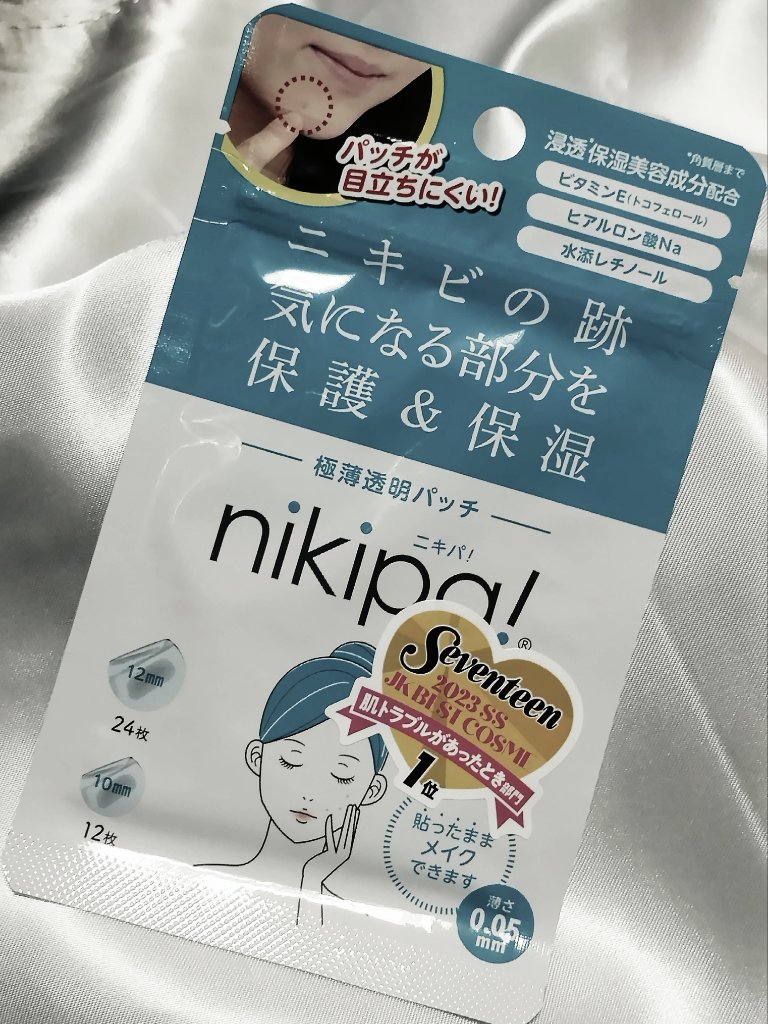 パッチが
目立ちにくい!
*角質層まで
浸透*保湿美容成分配合
ビタミンE(トコフェロール)
ヒアルロン酸Na
水添レチノール
ニキビの跡
気になる部分を
保護&保湿
極薄透明パッチ
ニキパ!
nikipa!®
12mm
24枚
10mm
12枚
Seventeen
2023 SS
JK BEST COSME
肌トラブルがあったとき部門
1位
貼ったまま
メイク
できます
薄さ
0.05
mm